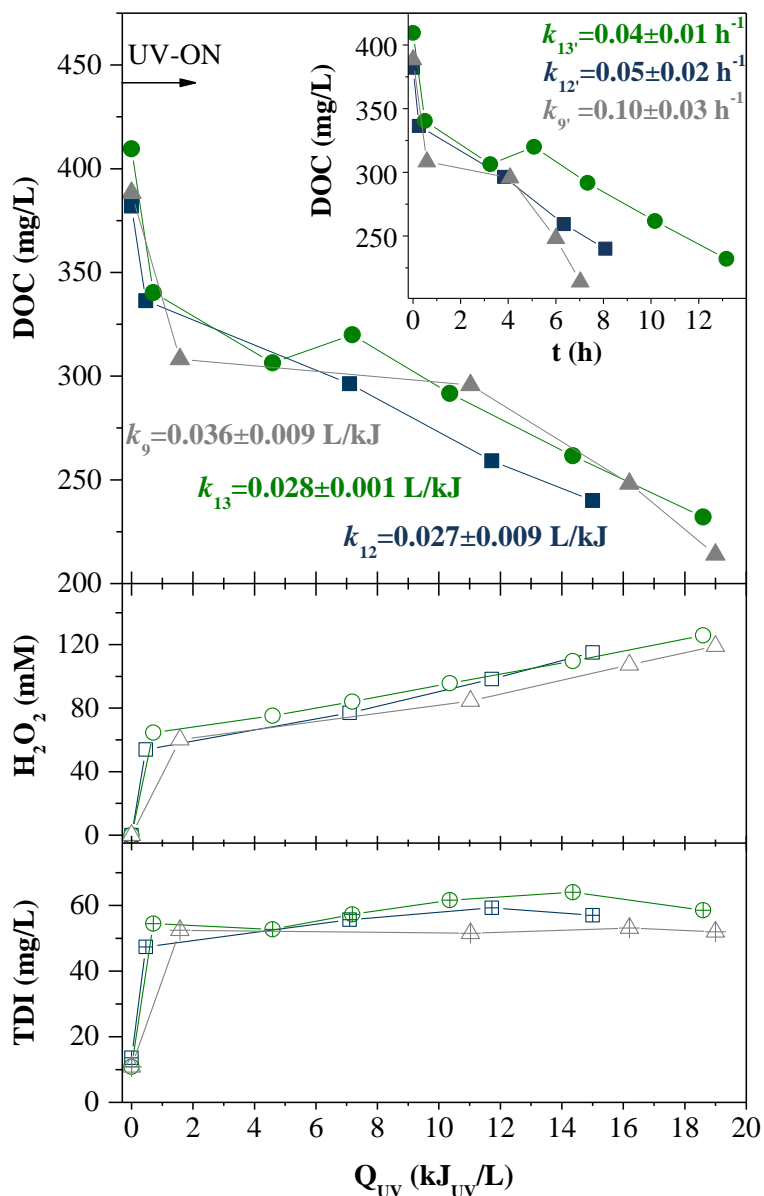 UV-ON
DOC (mg/L)
450
400
350
300
250
200
k₉=0.036±0.009 L/kJ
k₁₃=0.028±0.001 L/kJ
k₁₂=0.027±0.009 L/kJ
DOC (mg/L)
400
350
300
250
k₁₃'=0.04±0.01 h⁻¹
k₁₂'=0.05±0.02 h⁻¹
k₉'=0.10±0.03 h⁻¹
0 2 4 6 8 10 12
t (h)
H₂O₂ (mM)
120
80
40
0
TDI (mg/L)
60
40
20
0
0 2 4 6 8 10 12 14 16 18 20
Q_UV (kJ_UV/L)